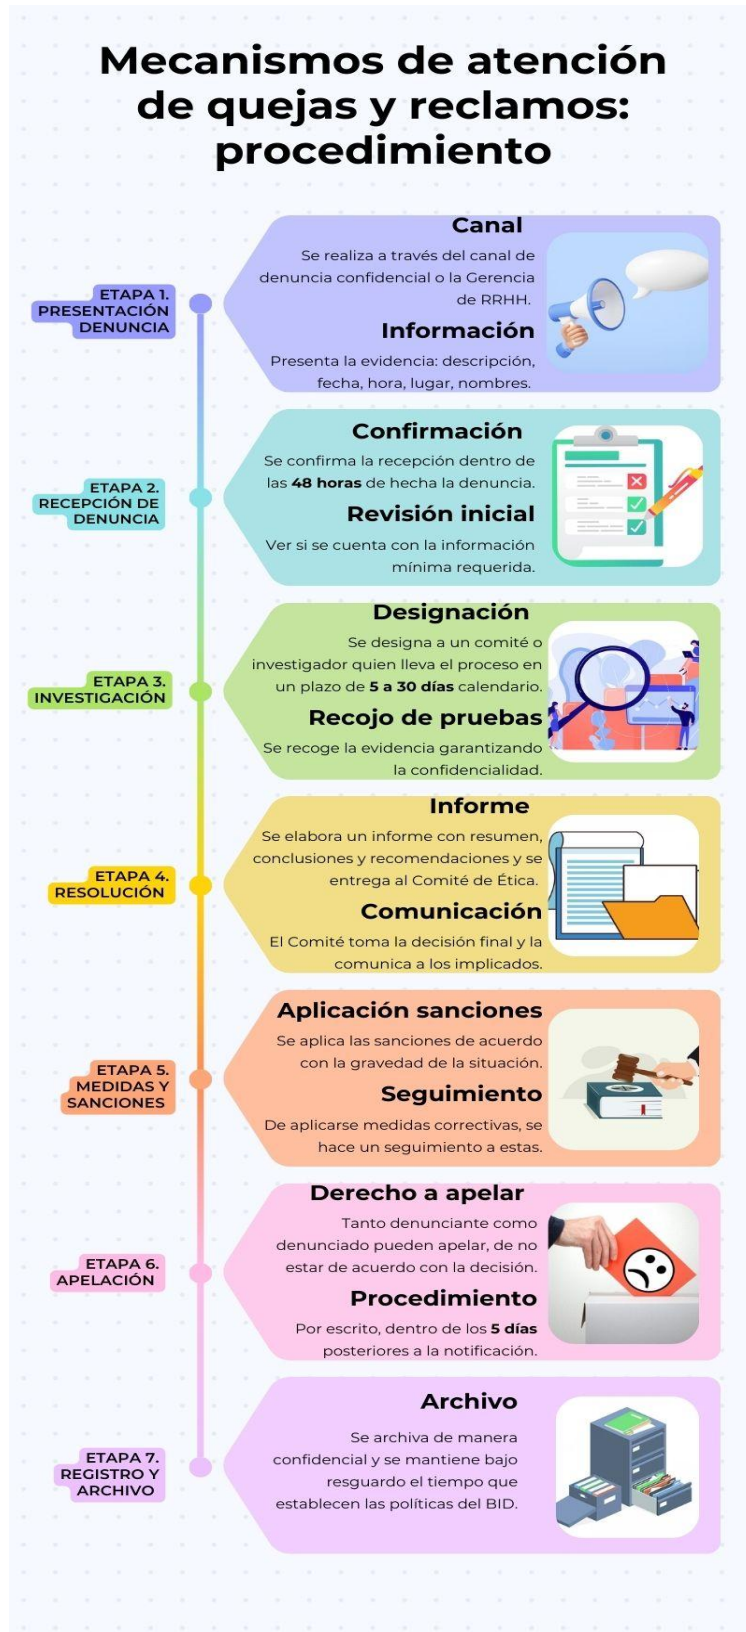 Mecanismos de atención
de quejas y reclamos:
procedimiento
ETAPA 1.
PRESENTACIÓN
DENUNCIA
Canal
Se realiza a través del canal de
denuncia confidencial o la Gerencia
de RRHH.
Información
Presenta la evidencia: descripción,
fecha, hora, lugar, nombres.
ETAPA 2.
RECEPCIÓN DE
DENUNCIA
Confirmación
Se confirma la recepción dentro de
las 48 horas de hecha la denuncia.
Revisión inicial
Ver si se cuenta con la información
mínima requerida.
ETAPA 3.
INVESTIGACIÓN
Designación
Se designa a un comité o
investigador quien lleva el proceso en
un plazo de 5 a 30 días calendario.
Recojo de pruebas
Se recoge la evidencia garantizando
la confidencialidad.
ETAPA 4.
RESOLUCIÓN
Informe
Se elabora un informe con resumen,
conclusiones y recomendaciones y se
entrega al Comité de Ética.
Comunicación
El Comité toma la decisión final y la
comunica a los implicados.
ETAPA 5.
MEDIDAS Y
SANCIONES
Aplicación sanciones
Se aplica las sanciones de acuerdo
con la gravedad de la situación.
Seguimiento
De aplicarse medidas correctivas, se
hace un seguimiento a estas.
ETAPA 6.
APELACIÓN
Derecho a apelar
Tanto denunciante como
denunciado pueden apelar, de no
estar de acuerdo con la decisión.
Procedimiento
Por escrito, dentro de los 5 días
posteriores a la notificación.
ETAPA 7.
REGISTRO Y
ARCHIVO
Archivo
Se archiva de manera
confidencial y se mantiene bajo
resguardo el tiempo que
establecen las políticas del BID.